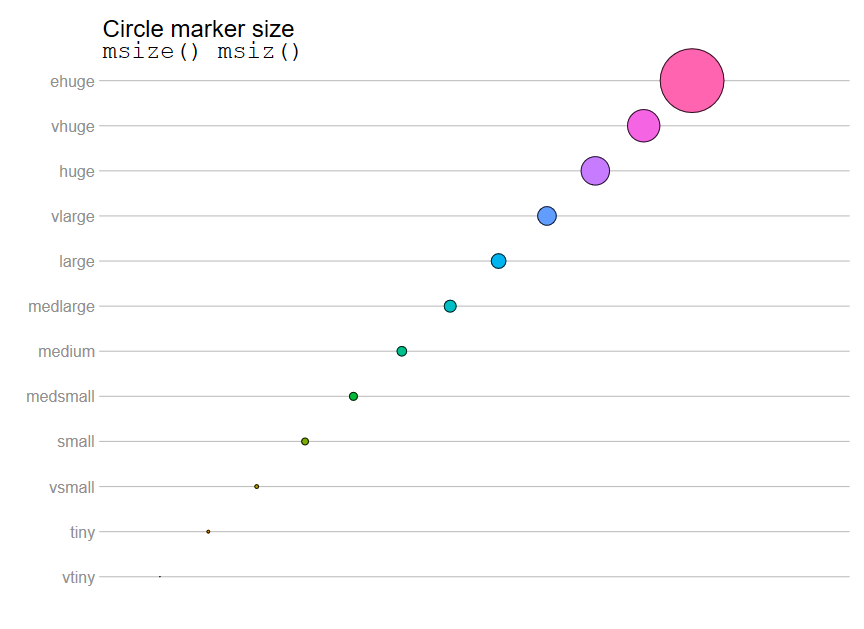 Circle marker size
msize() msiz()
ehuge
vhuge
huge
vlarge
large
medlarge
medium
medsmall
small
vsmall
tiny
vtiny